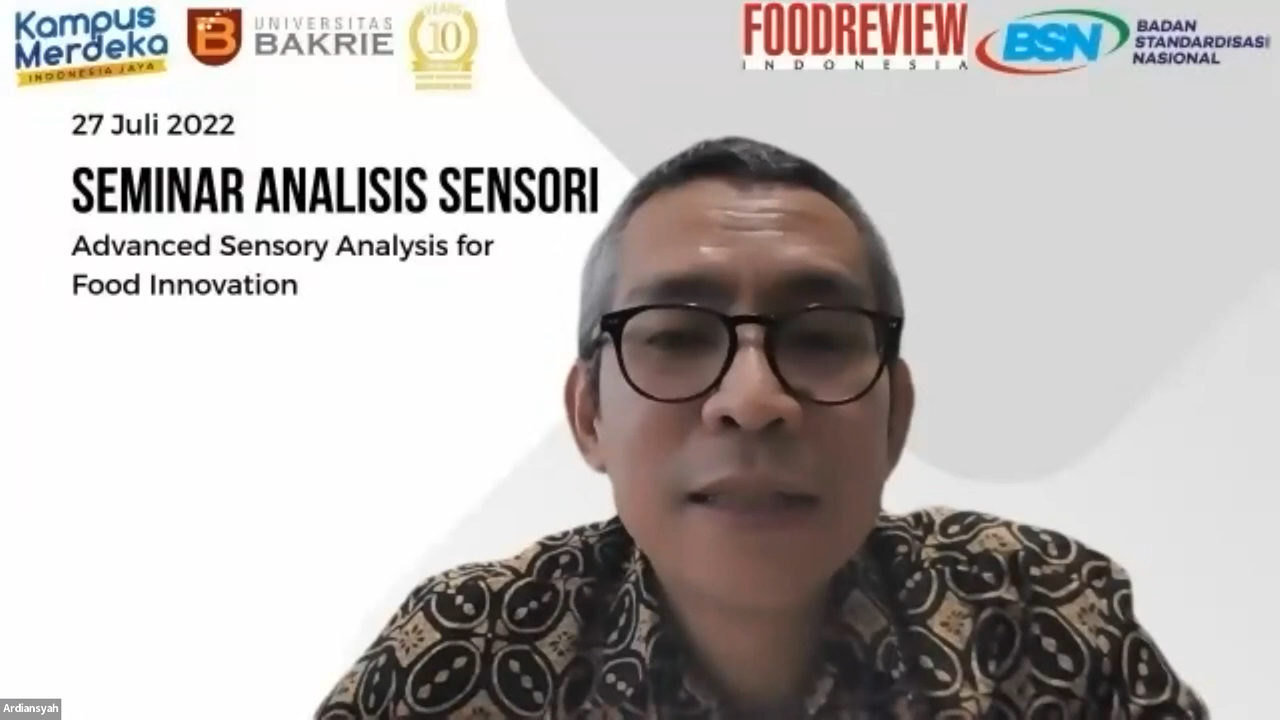 Kampus
Merdeka
INDONESIA JAYA
UNIVERSITAS
BAKRIE
YEARS
10
FOODREVIEW
INDONESIA
BSN
BADAN
STANDARDISASI
NASIONAL
27 Juli 2022
SEMINAR ANALISIS SENSORI
Advanced Sensory Analysis for
Food Innovation
Ardiansyah